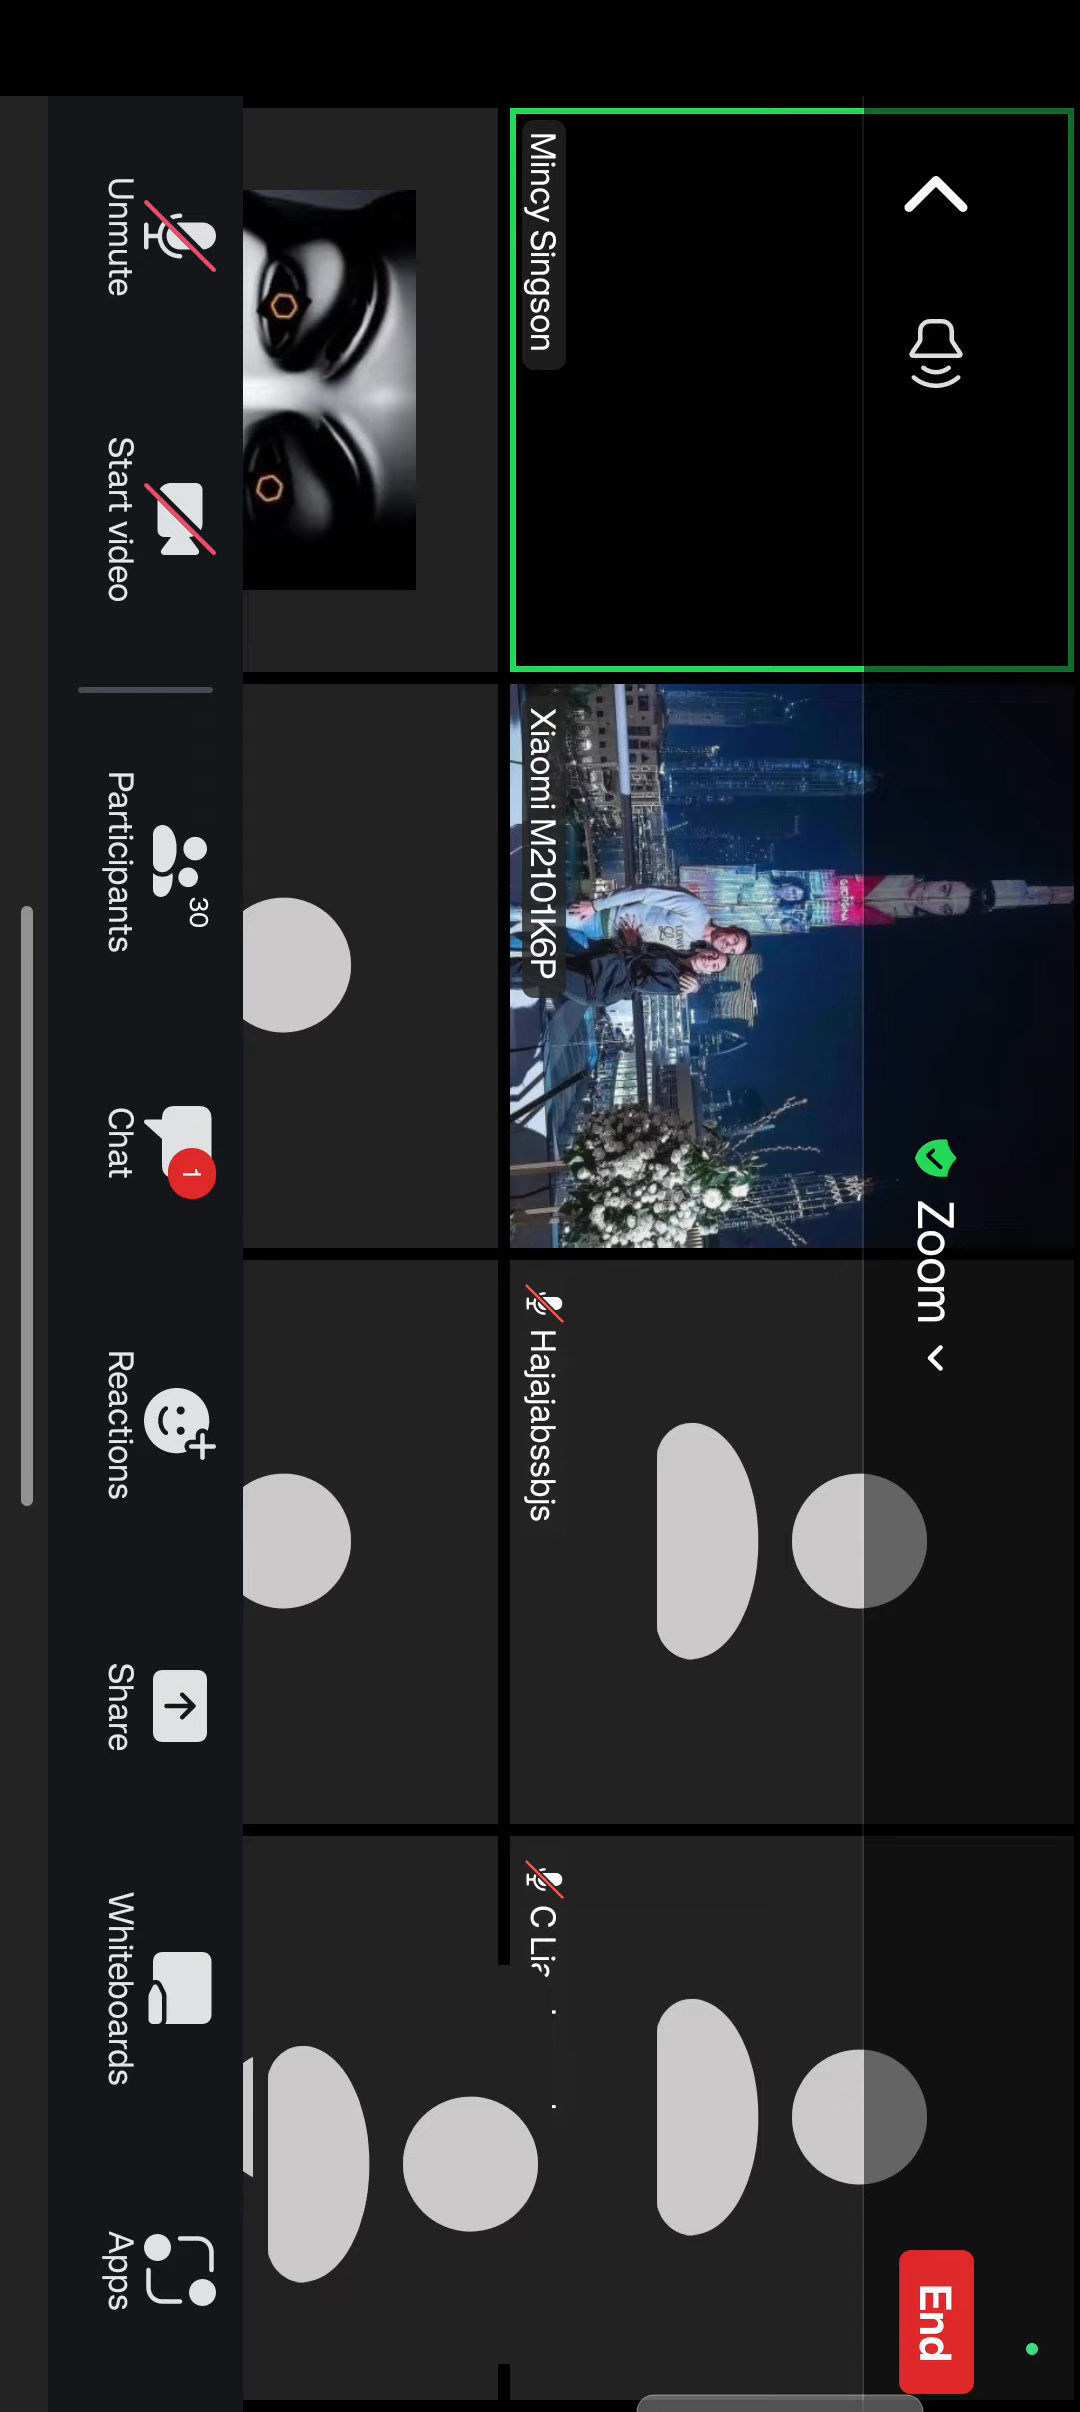 Zoom
End
Mincy Singson
Xiaomi M2101K6P
Hajajabssbjs
C
Unmute
Start video
30
Participants
1
Chat
Reactions
Share
Whiteboards
Apps